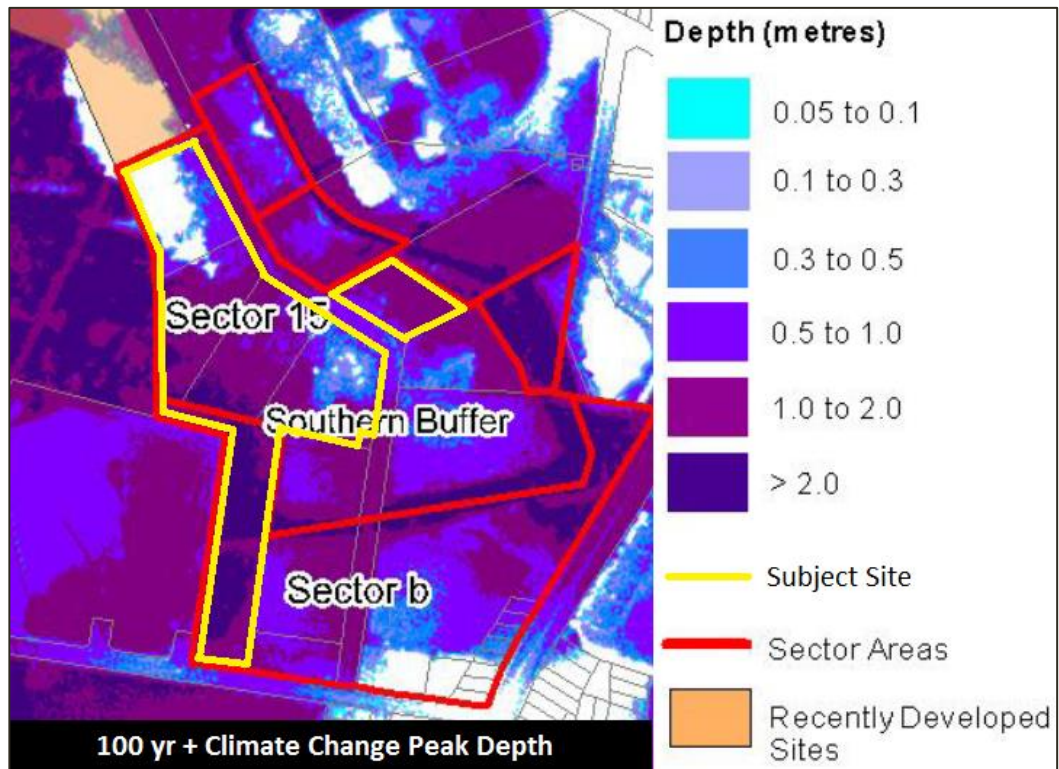 Depth (metres)
0.05 to 0.1
0.1 to 0.3
0.3 to 0.5
0.5 to 1.0
1.0 to 2.0
> 2.0
Subject Site
Sector Areas
Recently Developed
Sites
Sector 15
Southern Buffer
Sector b
100 yr + Climate Change Peak Depth